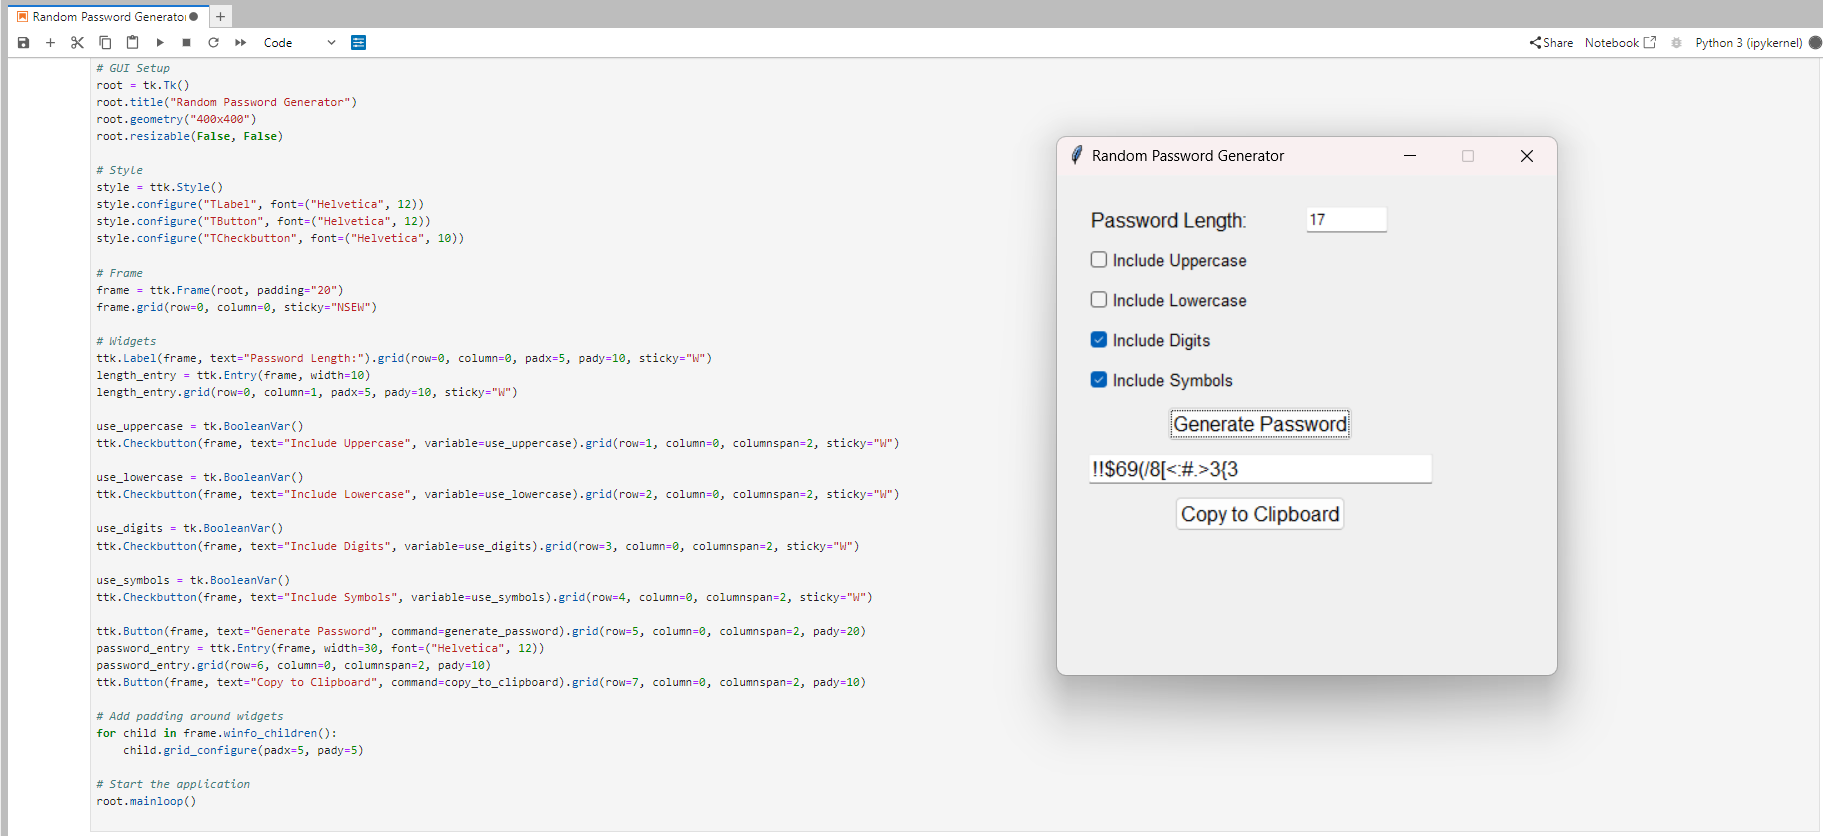 Random Password Generator
+
Code
Share
Notebook
Python 3 (ipykernel)
# GUI Setup
root = tk.Tk()
root.title("Random Password Generator")
root.geometry("400x400")
root.resizable(False, False)
# Style
style = ttk.Style()
style.configure("TLabel", font=("Helvetica", 12))
style.configure("TButton", font=("Helvetica", 12))
style.configure("TCheckbutton", font=("Helvetica", 10))
# Frame
frame = ttk.Frame(root, padding="20")
frame.grid(row=0, column=0, sticky="NSEW")
# Widgets
ttk.Label(frame, text="Password Length:").grid(row=0, column=0, padx=5, pady=10, sticky="W")
length_entry = ttk.Entry(frame, width=10)
length_entry.grid(row=0, column=1, padx=5, pady=10, sticky="W")
use_uppercase = tk.BooleanVar()
ttk.Checkbutton(frame, text="Include Uppercase", variable=use_uppercase).grid(row=1, column=0, columnspan=2, sticky="W")
use_lowercase = tk.BooleanVar()
ttk.Checkbutton(frame, text="Include Lowercase", variable=use_lowercase).grid(row=2, column=0, columnspan=2, sticky="W")
use_digits = tk.BooleanVar()
ttk.Checkbutton(frame, text="Include Digits", variable=use_digits).grid(row=3, column=0, columnspan=2, sticky="W")
use_symbols = tk.BooleanVar()
ttk.Checkbutton(frame, text="Include Symbols", variable=use_symbols).grid(row=4, column=0, columnspan=2, sticky="W")
ttk.Button(frame, text="Generate Password", command=generate_password).grid(row=5, column=0, columnspan=2, pady=20)
password_entry = ttk.Entry(frame, width=30, font=("Helvetica", 12))
password_entry.grid(row=6, column=0, columnspan=2, pady=10)
ttk.Button(frame, text="Copy to Clipboard", command=copy_to_clipboard).grid(row=7, column=0, columnspan=2, pady=10)
# Add padding around widgets
for child in frame.winfo_children():
    child.grid_configure(padx=5, pady=5)
# Start the application
root.mainloop()
Random Password Generator
Password Length: 17
Include Uppercase
Include Lowercase
Include Digits
Include Symbols
Generate Password
!!$69(/8[<:#.>3{3
Copy to Clipboard